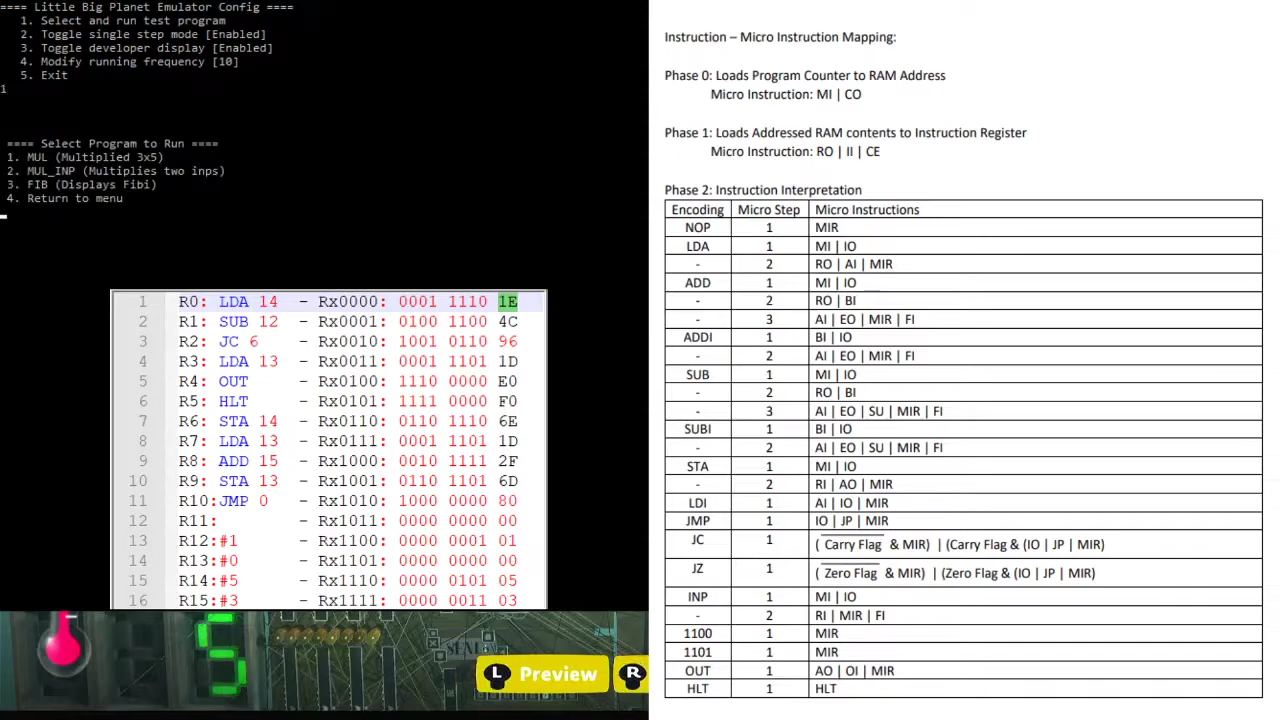 ==== Little Big Planet Emulator Config ====
1. Select and run test program
2. Toggle single step mode [Enabled]
3. Toggle developer display [Enabled]
4. Modify running frequency [10]
5. Exit
1
==== Select Program to Run ====
1. MUL (Multiplied 3x5)
2. MUL_INP (Multiplies two inps)
3. FIB (Displays Fibi)
4. Return to menu
1 R0: LDA 14 - Rx0000: 0001 1110 1E
2 R1: SUB 12 - Rx0001: 0100 1100 4C
3 R2: JC 6 - Rx0010: 1001 0110 96
4 R3: LDA 13 - Rx0011: 0001 1101 1D
5 R4: OUT - Rx0100: 1110 0000 E0
6 R5: HLT - Rx0101: 1111 0000 F0
7 R6: STA 14 - Rx0110: 0110 1110 6E
8 R7: LDA 13 - Rx0111: 0001 1101 1D
9 R8: ADD 15 - Rx1000: 0010 1111 2F
10 R9: STA 13 - Rx1001: 0110 1101 6D
11 R10:JMP 0 - Rx1010: 1000 0000 80
12 R11: - Rx1011: 0000 0000 00
13 R12:#1 - Rx1100: 0000 0001 01
14 R13:#0 - Rx1101: 0000 0000 00
15 R14:#5 - Rx1110: 0000 0101 05
16 R15:#3 - Rx1111: 0000 0011 03
5
L Preview R
Instruction – Micro Instruction Mapping:
Phase 0: Loads Program Counter to RAM Address
Micro Instruction: MI | CO
Phase 1: Loads Addressed RAM contents to Instruction Register
Micro Instruction: RO | II | CE
Phase 2: Instruction Interpretation
Encoding Micro Step Micro Instructions
NOP 1 MIR
LDA 1 MI | IO
- 2 RO | AI | MIR
ADD 1 MI | IO
- 2 RO | BI
- 3 AI | EO | MIR | FI
ADDI 1 BI | IO
- 2 AI | EO | MIR | FI
SUB 1 MI | IO
- 2 RO | BI
- 3 AI | EO | SU | MIR | FI
SUBI 1 BI | IO
- 2 AI | EO | SU | MIR | FI
STA 1 MI | IO
- 2 RI | AO | MIR
LDI 1 AI | IO | MIR
JMP 1 IO | JP | MIR
JC 1 ( Carry Flag & MIR) | (Carry Flag & (IO | JP | MIR)
JZ 1 ( Zero Flag & MIR) | (Zero Flag & (IO | JP | MIR)
INP 1 MI | IO
- 2 RI | MIR | FI
1100 1 MIR
1101 1 MIR
OUT 1 AO | OI | MIR
HLT 1 HLT